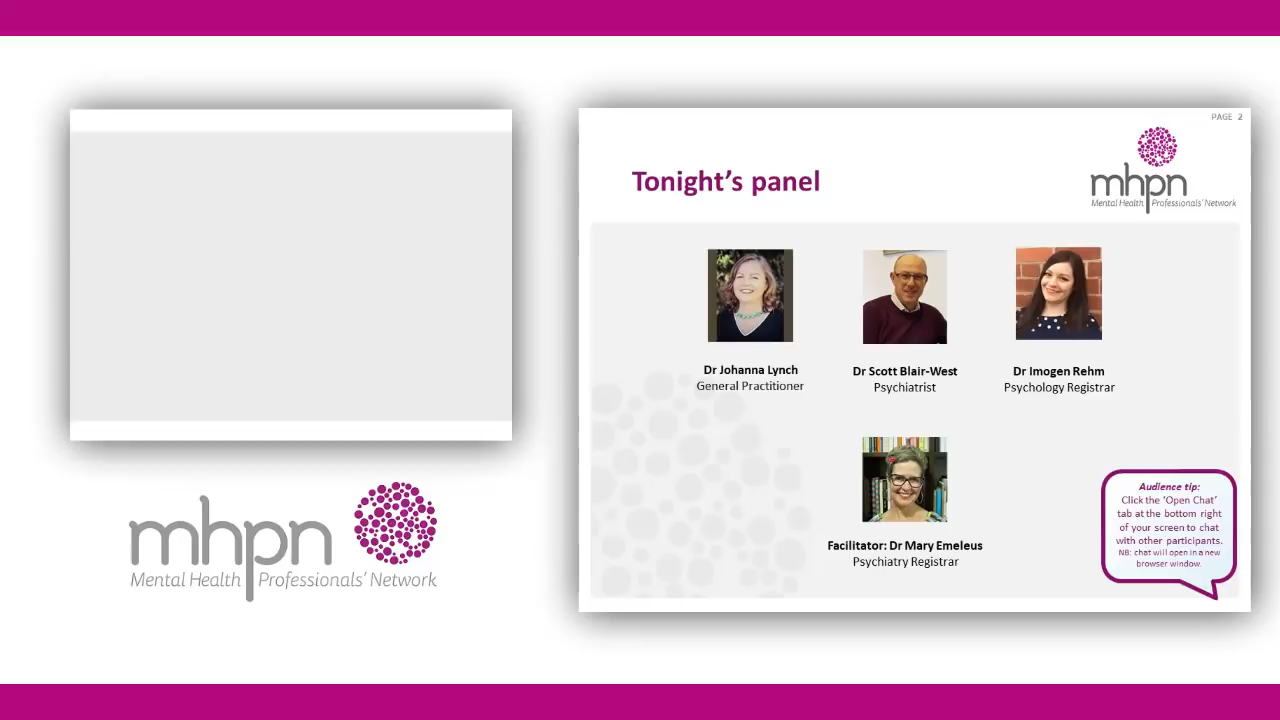 PAGE 2
Tonight's panel
mhpn
Mental Health Professionals' Network
Dr Johanna Lynch
General Practitioner
Dr Scott Blair-West
Psychiatrist
Dr Imogen Rehm
Psychology Registrar
Facilitator: Dr Mary Emeleus
Psychiatry Registrar
Audience tip:
Click the 'Open Chat'
tab at the bottom right
of your screen to chat
with other participants.
NB: chat will open in a new
browser window.
mhpn
Mental Health Professionals' Network